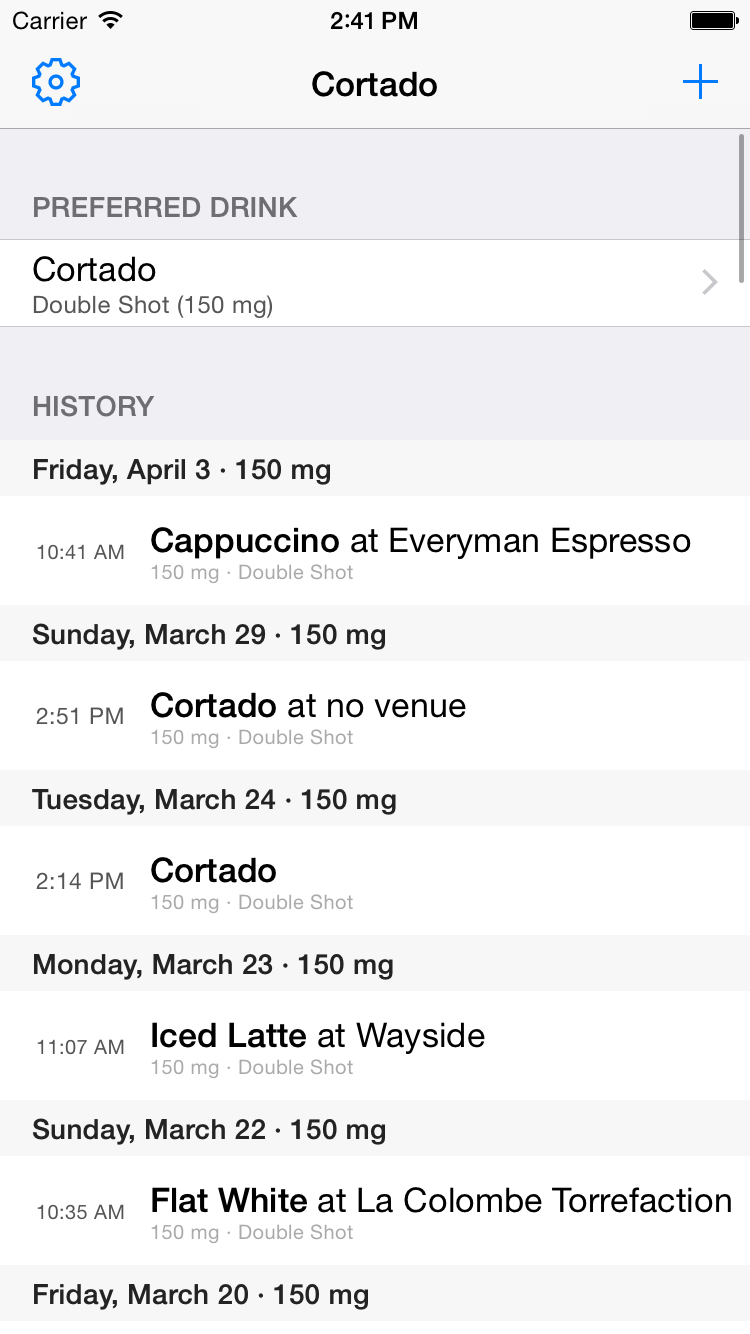 Carrier 2:41 PM
Cortado
PREFERRED DRINK
Cortado
Double Shot (150 mg)
HISTORY
Friday, April 3 · 150 mg
10:41 AM Cappuccino at Everyman Espresso
150 mg · Double Shot
Sunday, March 29 · 150 mg
2:51 PM Cortado at no venue
150 mg · Double Shot
Tuesday, March 24 · 150 mg
2:14 PM Cortado
150 mg · Double Shot
Monday, March 23 · 150 mg
11:07 AM Iced Latte at Wayside
150 mg · Double Shot
Sunday, March 22 · 150 mg
10:35 AM Flat White at La Colombe Torrefaction
150 mg · Double Shot
Friday, March 20 · 150 mg